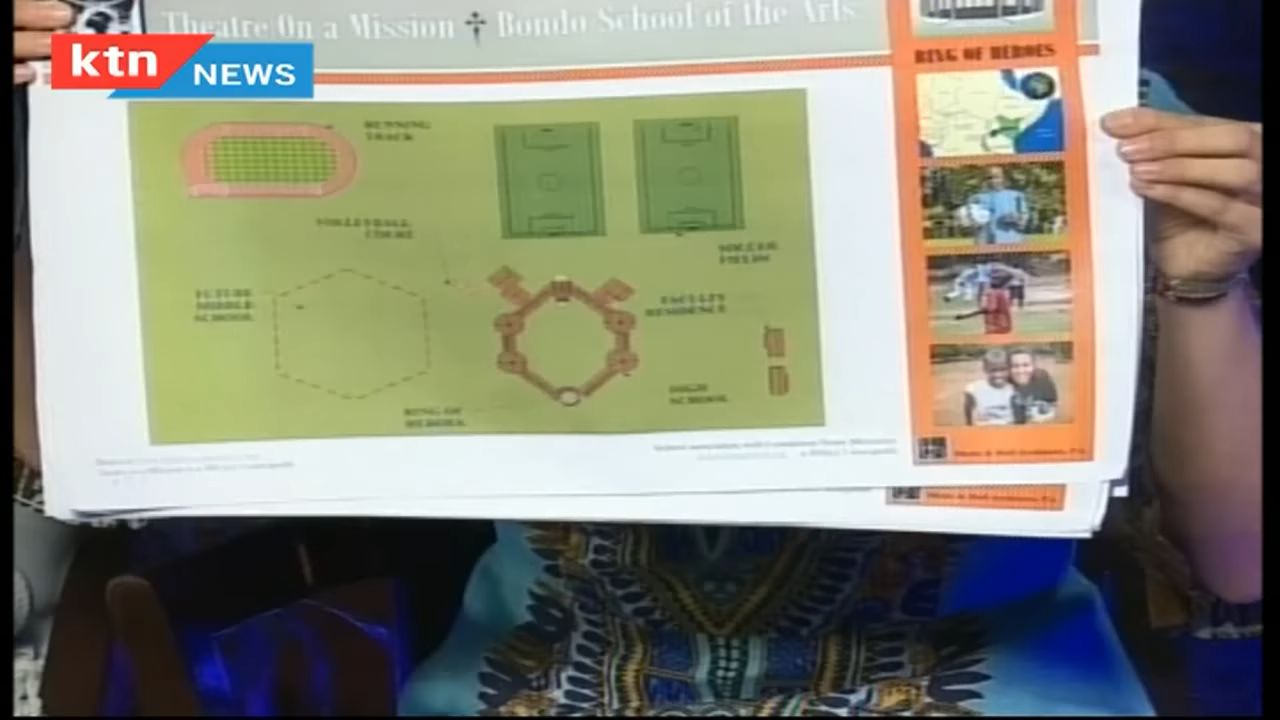 Theatre On a Mission † Bondo School of the Arts
ktn
NEWS
RING OF HEROES
RUNNING
TRACK
VOLLEYBALL
COURT
SOCCER
FIELDS
FUTURE
MIDDLE
SCHOOL
FACULTY
RESIDENCE
HIGH
SCHOOL
RING OF
HEROES